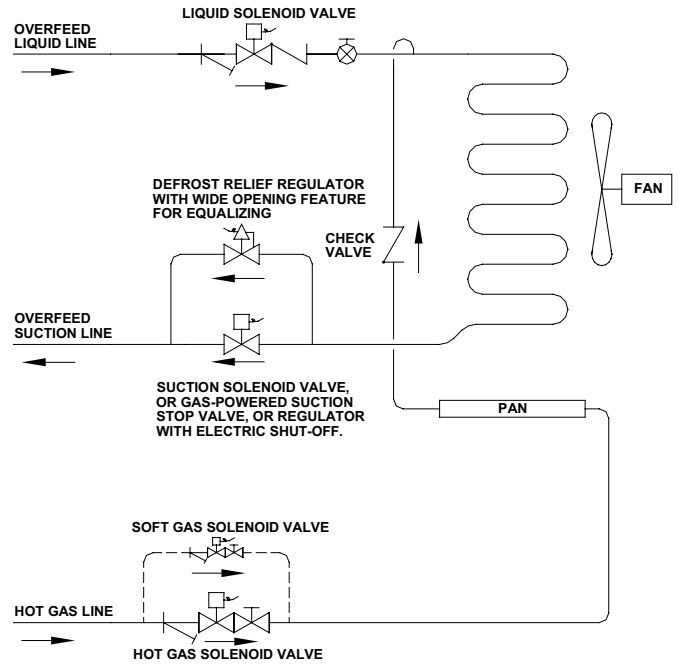 LIQUID SOLENOID VALVE
OVERFEED
LIQUID LINE
DEFROST RELIEF REGULATOR
WITH WIDE OPENING FEATURE
FOR EQUALIZING
FAN
CHECK
VALVE
OVERFEED
SUCTION LINE
SUCTION SOLENOID VALVE,
OR GAS-POWERED SUCTION
STOP VALVE, OR REGULATOR
WITH ELECTRIC SHUT-OFF.
PAN
SOFT GAS SOLENOID VALVE
HOT GAS LINE
HOT GAS SOLENOID VALVE